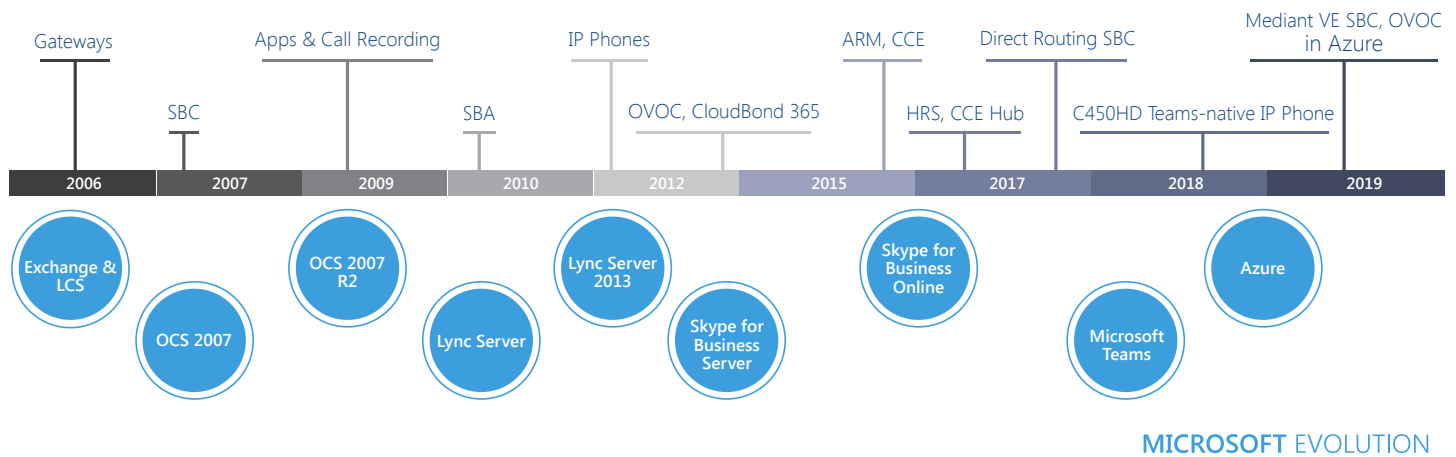 Gateways
Apps & Call Recording
IP Phones
ARM, CCE
Direct Routing SBC
Mediant VE SBC, OVOC
in Azure
SBC
SBA
OVOC, CloudBond 365
HRS, CCE Hub
C450HD Teams-native IP Phone
2006
2007
2009
2010
2012
2015
2017
2018
2019
Exchange &
LCS
OCS 2007
OCS 2007
R2
Lync Server
Lync Server
2013
Skype for
Business
Server
Skype for
Business
Online
Microsoft
Teams
Azure
MICROSOFT EVOLUTION